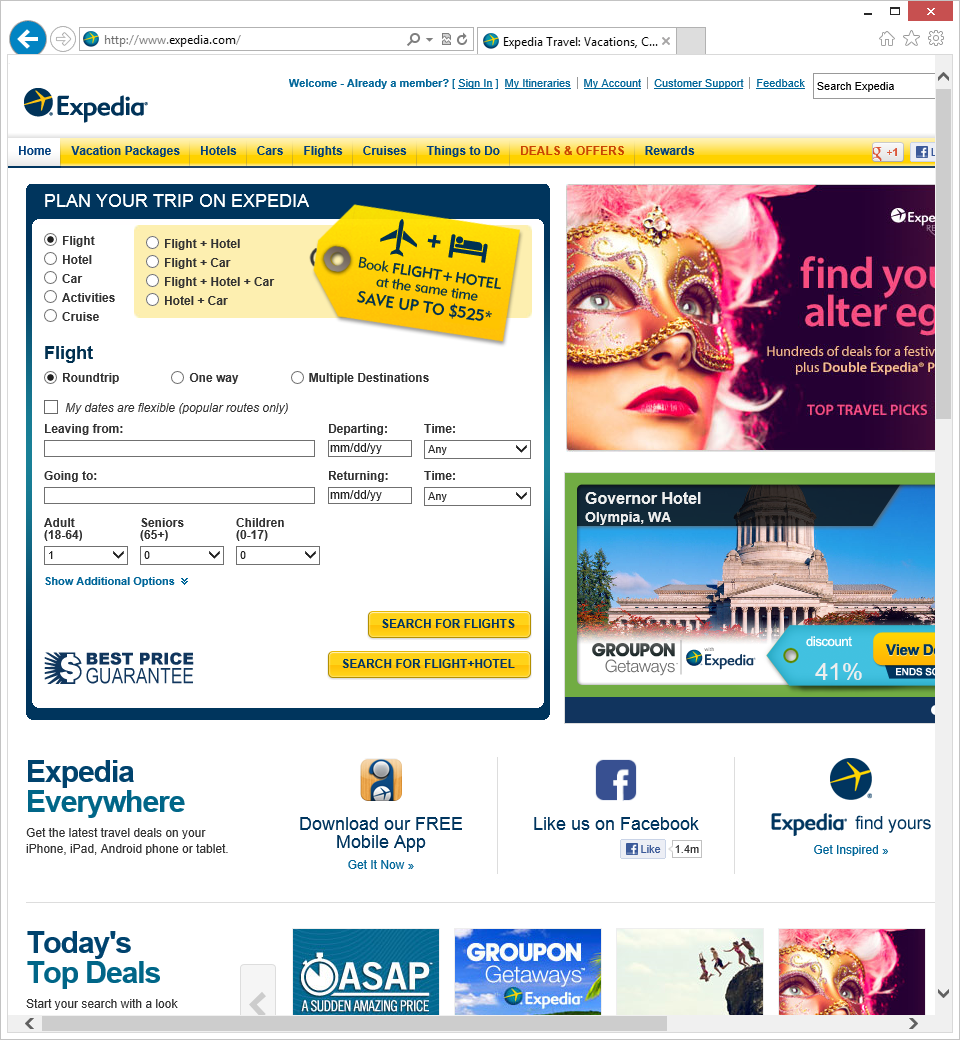 http://www.expedia.com/
Expedia Travel: Vacations, C...
Welcome - Already a member? [ Sign In ] My Itineraries | My Account | Customer Support | Feedback
Search Expedia
Expedia
Home
Vacation Packages
Hotels
Cars
Flights
Cruises
Things to Do
DEALS & OFFERS
Rewards
+1
L
PLAN YOUR TRIP ON EXPEDIA
Flight
Hotel
Car
Activities
Cruise
Flight + Hotel
Flight + Car
Flight + Hotel + Car
Hotel + Car
Book FLIGHT+HOTEL
at the same time
SAVE UP TO $525*
Flight
Roundtrip
One way
Multiple Destinations
My dates are flexible (popular routes only)
Leaving from:
Departing:
Time:
mm/dd/yy
Any
Going to:
Returning:
Time:
mm/dd/yy
Any
Adult
(18-64)
Seniors
(65+)
Children
(0-17)
1
0
0
Show Additional Options
SEARCH FOR FLIGHTS
SEARCH FOR FLIGHT+HOTEL
BEST PRICE
GUARANTEE
Expe
RE
find you
alter eg
Hundreds of deals for a festiv
plus Double Expedia® P
TOP TRAVEL PICKS
Governor Hotel
Olympia, WA
GROUPON
Getaways
with
Expedia
discount
41%
View De
ENDS SO
Expedia
Everywhere
Get the latest travel deals on your
iPhone, iPad, Android phone or tablet.
Download our FREE
Mobile App
Get It Now »
Like us on Facebook
Like
1.4m
Expedia find yours
Get Inspired »
Today's
Top Deals
Start your search with a look
ASAP
A SUDDEN AMAZING PRICE
GROUPON
Getaways
Expedia